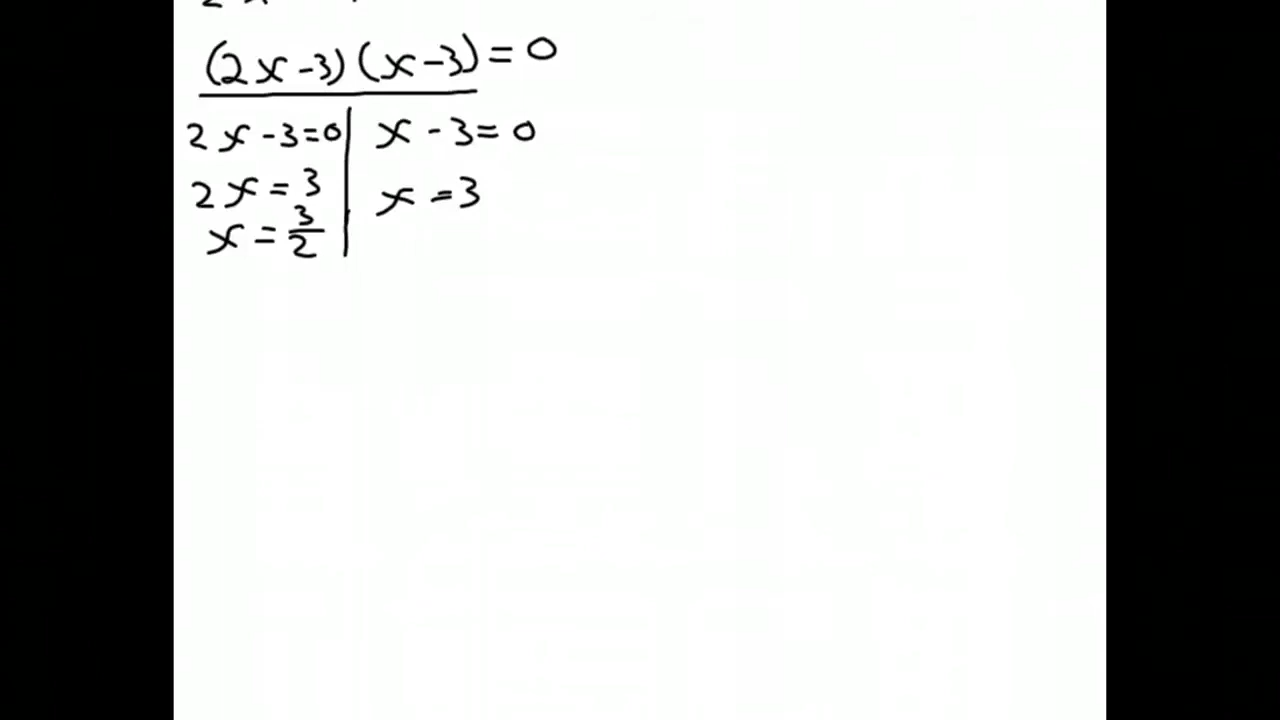 (2x-3)(x-3)=0
2x-3=0 | x-3=0
2x=3 | x=3
x=3/2